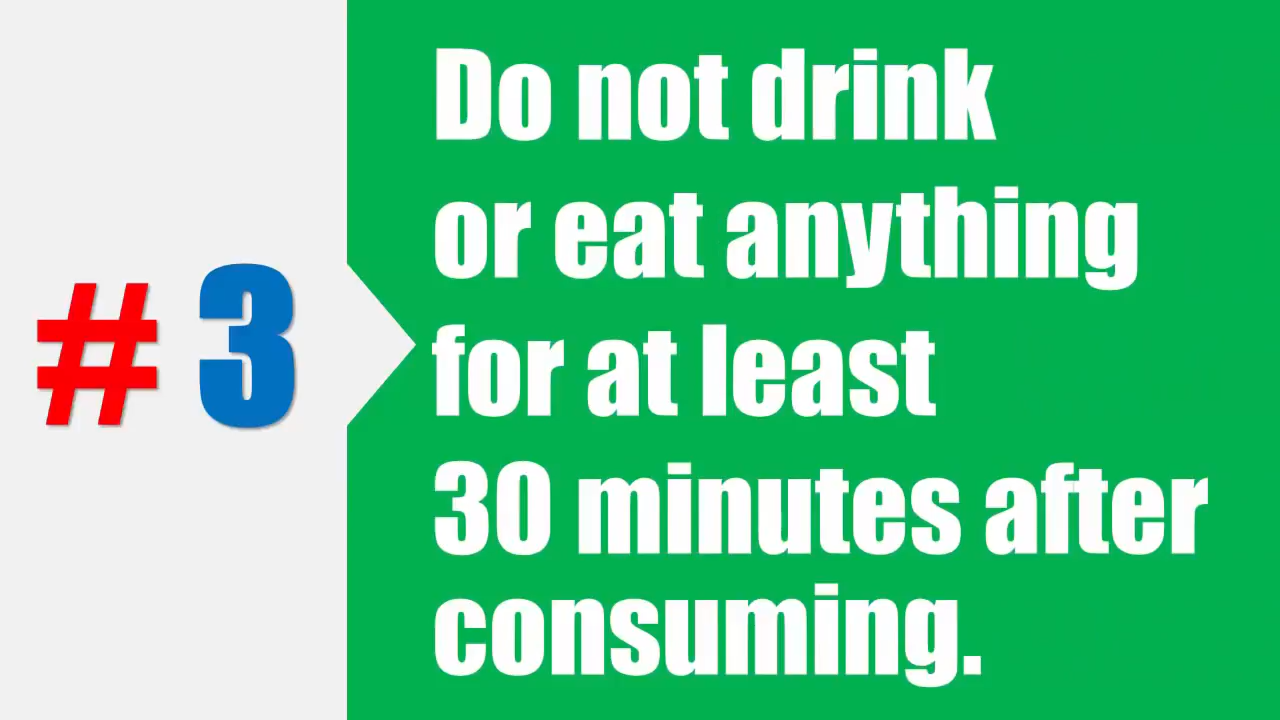 # 3
Do not drink
or eat anything
for at least
30 minutes after
consuming.